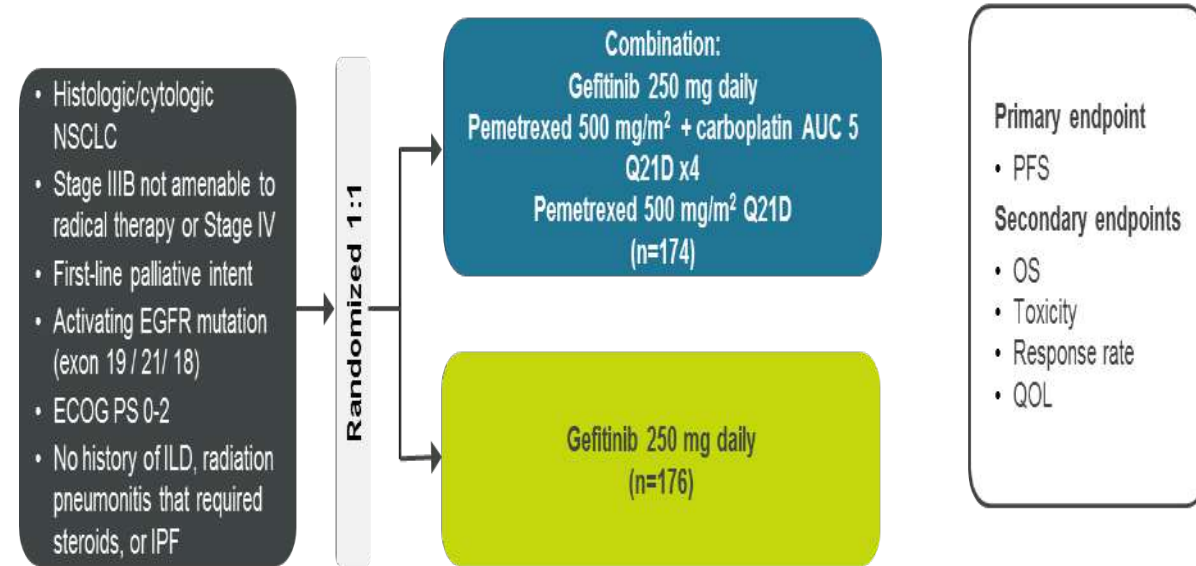 • Histologic/cytologic
NSCLC
• Stage IIIB not amenable to
radical therapy or Stage IV
• First-line palliative intent
• Activating EGFR mutation
(exon 19 / 21/ 18)
• ECOG PS 0-2
• No history of ILD, radiation
pneumonitis that required
steroids, or IPF
Randomized 1:1
Combination:
Gefitinib 250 mg daily
Pemetrexed 500 mg/m² + carboplatin AUC 5
Q21D x4
Pemetrexed 500 mg/m² Q21D
(n=174)
Gefitinib 250 mg daily
(n=176)
Primary endpoint
• PFS
Secondary endpoints
• OS
• Toxicity
• Response rate
• QOL